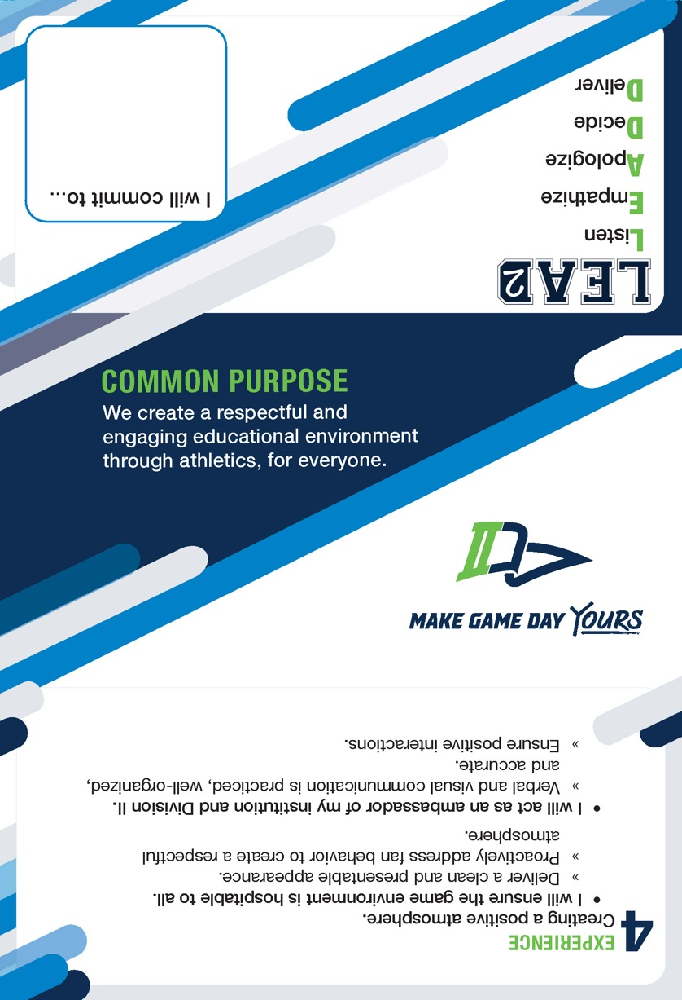 LEAD2
Listen
Empathize
Apologize
Decide
Deliver
I will commit to...
COMMON PURPOSE
We create a respectful and
engaging educational environment
through athletics, for everyone.
II D
MAKE GAME DAY YOURS
4 EXPERIENCE
Creating a positive atmosphere.
• I will ensure the game environment is hospitable to all.
» Deliver a clean and presentable appearance.
» Proactively address fan behavior to create a respectful
atmosphere.
• I will act as an ambassador of my institution and Division II.
» Verbal and visual communication is practiced, well-organized,
and accurate.
» Ensure positive interactions.